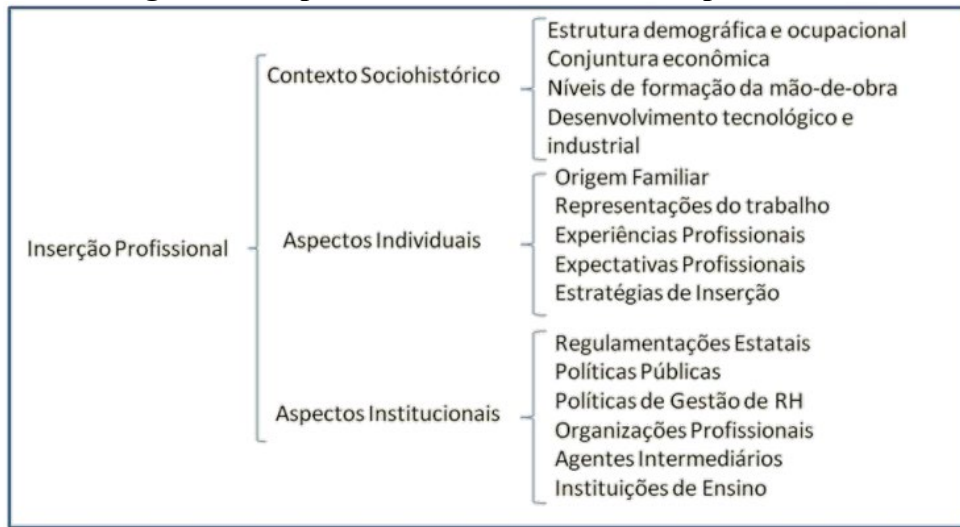 Inserção Profissional
Contexto Sociohistórico
Estrutura demográfica e ocupacional
Conjuntura econômica
Níveis de formação da mão-de-obra
Desenvolvimento tecnológico e
industrial
Aspectos Individuais
Origem Familiar
Representações do trabalho
Experiências Profissionais
Expectativas Profissionais
Estratégias de Inserção
Aspectos Institucionais
Regulamentações Estatais
Políticas Públicas
Políticas de Gestão de RH
Organizações Profissionais
Agentes Intermediários
Instituições de Ensino